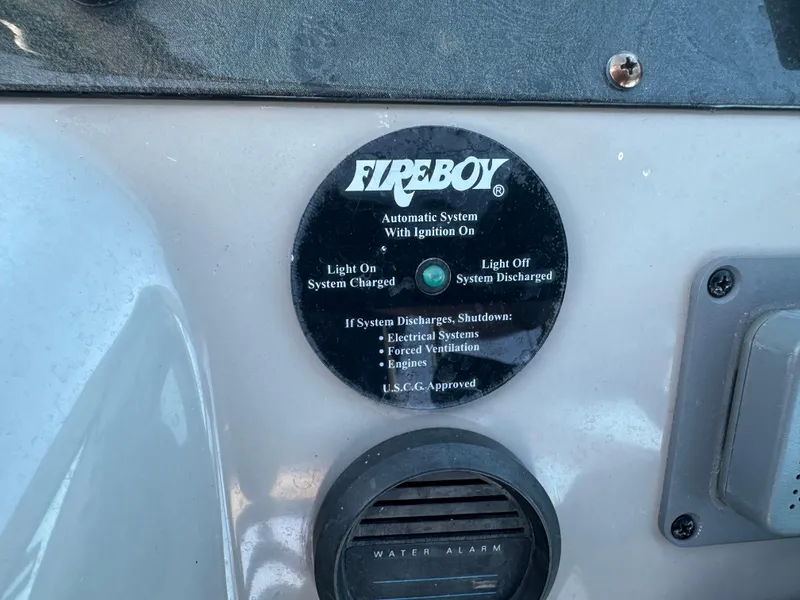 FIREBOY®
Automatic System
With Ignition On
Light On
System Charged
Light Off
System Discharged
If System Discharges, Shutdown:
• Electrical Systems
• Forced Ventilation
• Engines
U.S.C.G. Approved
WATER ALARM